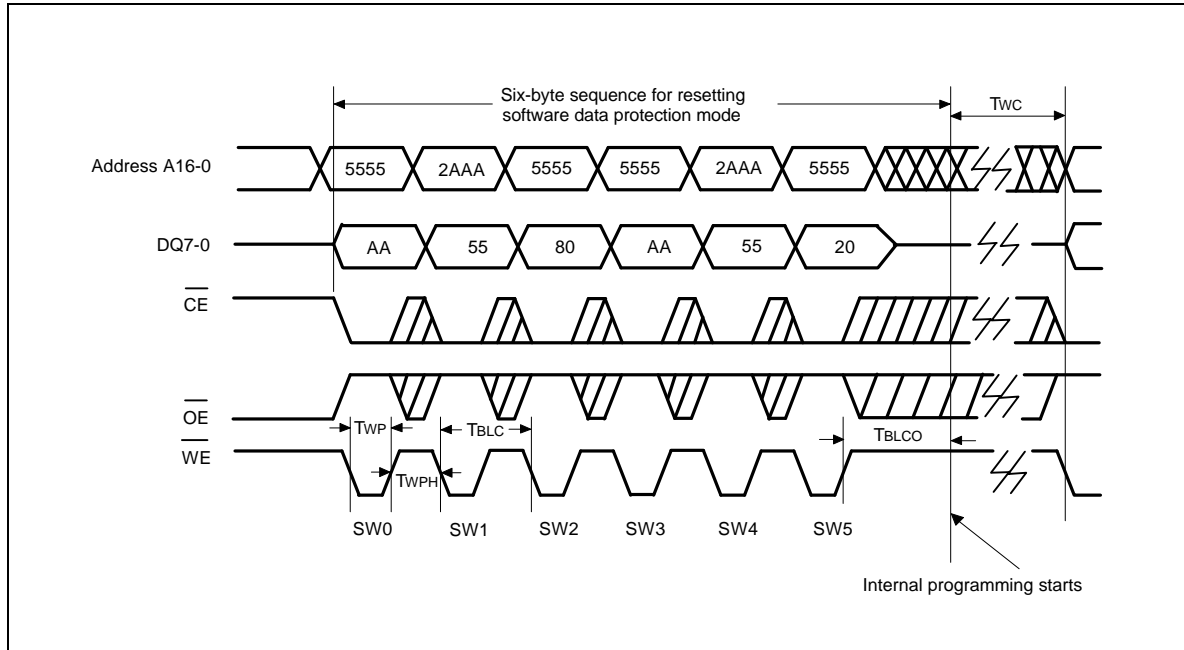 Six-byte sequence for resetting
software data protection mode
TWC
Address A16-0
5555 2AAA 5555 5555 2AAA 5555
DQ7-0
AA 55 80 AA 55 20
CE
OE
TWP
TBLC
TBLCO
WE
TWPH
SW0 SW1 SW2 SW3 SW4 SW5
Internal programming starts